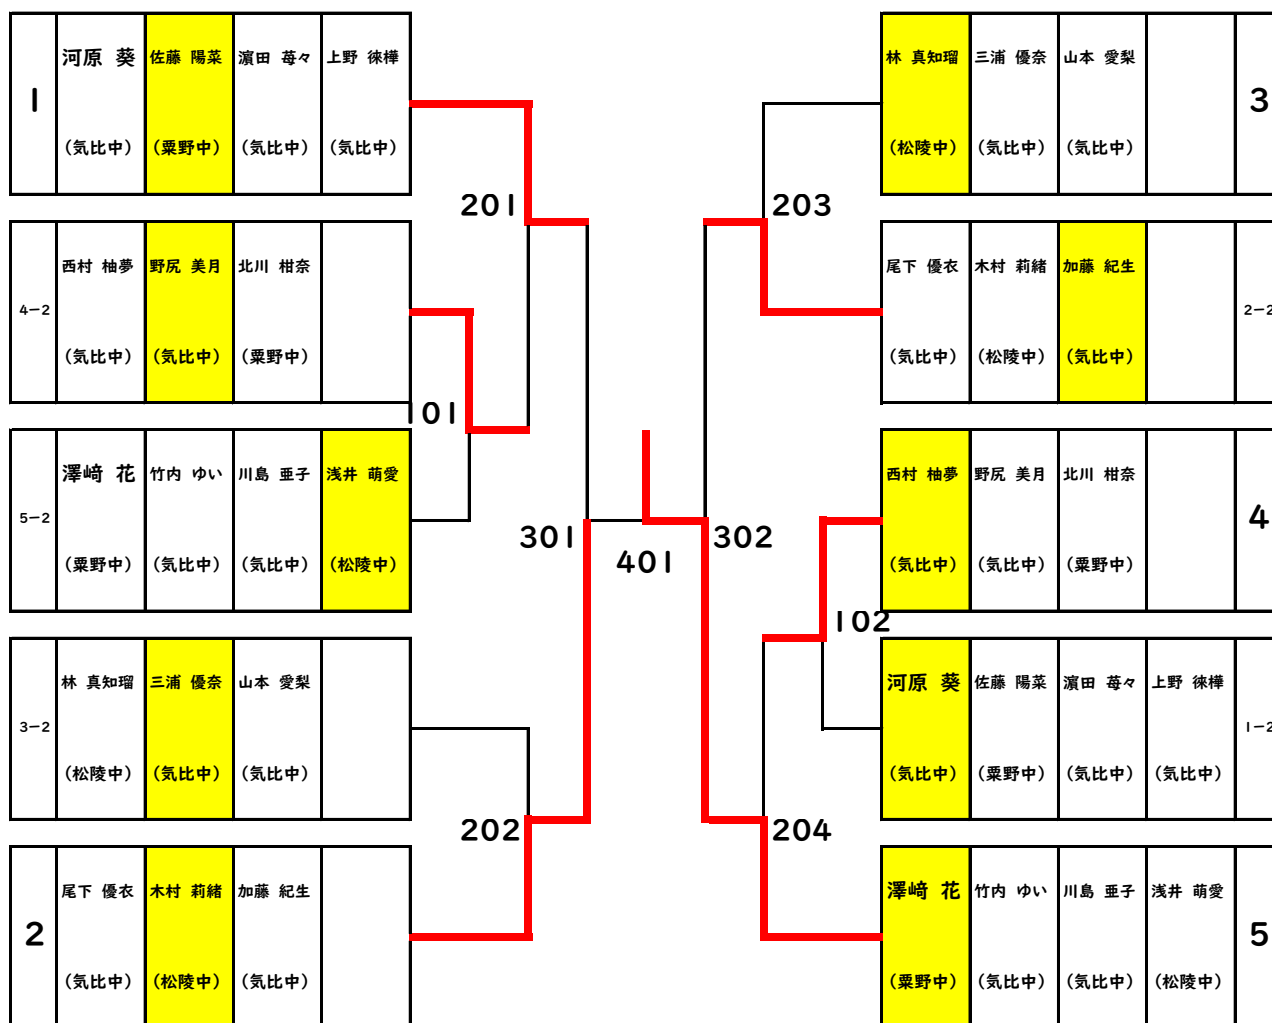 1
河原 葵 佐藤 陽菜 濵田 苺々 上野 徠樺
(気比中) (粟野中) (気比中) (気比中)
4-2
西村 柚夢 野尻 美月 北川 柑奈
(気比中) (気比中) (粟野中)
5-2
澤﨑 花 竹内 ゆい 川島 亜子 浅井 萌愛
(粟野中) (気比中) (気比中) (松陵中)
3-2
林 真知瑠 三浦 優奈 山本 愛梨
(松陵中) (気比中) (気比中)
2
尾下 優衣 木村 莉緒 加藤 紀生
(気比中) (松陵中) (気比中)
201
101
301
202
401
203
302
102
204
林 真知瑠 三浦 優奈 山本 愛梨
(松陵中) (気比中) (気比中)
3
尾下 優衣 木村 莉緒 加藤 紀生
(気比中) (松陵中) (気比中)
2-2
西村 柚夢 野尻 美月 北川 柑奈
(気比中) (気比中) (粟野中)
4
河原 葵 佐藤 陽菜 濵田 苺々 上野 徠樺
(気比中) (粟野中) (気比中) (気比中)
1-2
澤﨑 花 竹内 ゆい 川島 亜子 浅井 萌愛
(粟野中) (気比中) (気比中) (松陵中)
5